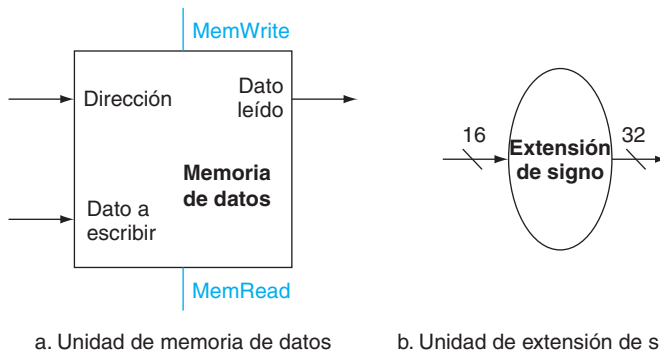 MemWrite
Dirección
Dato
leído
Memoria
de datos
Dato a
escribir
MemRead
16
Extensión
de signo
32
a. Unidad de memoria de datos
b. Unidad de extensión de s